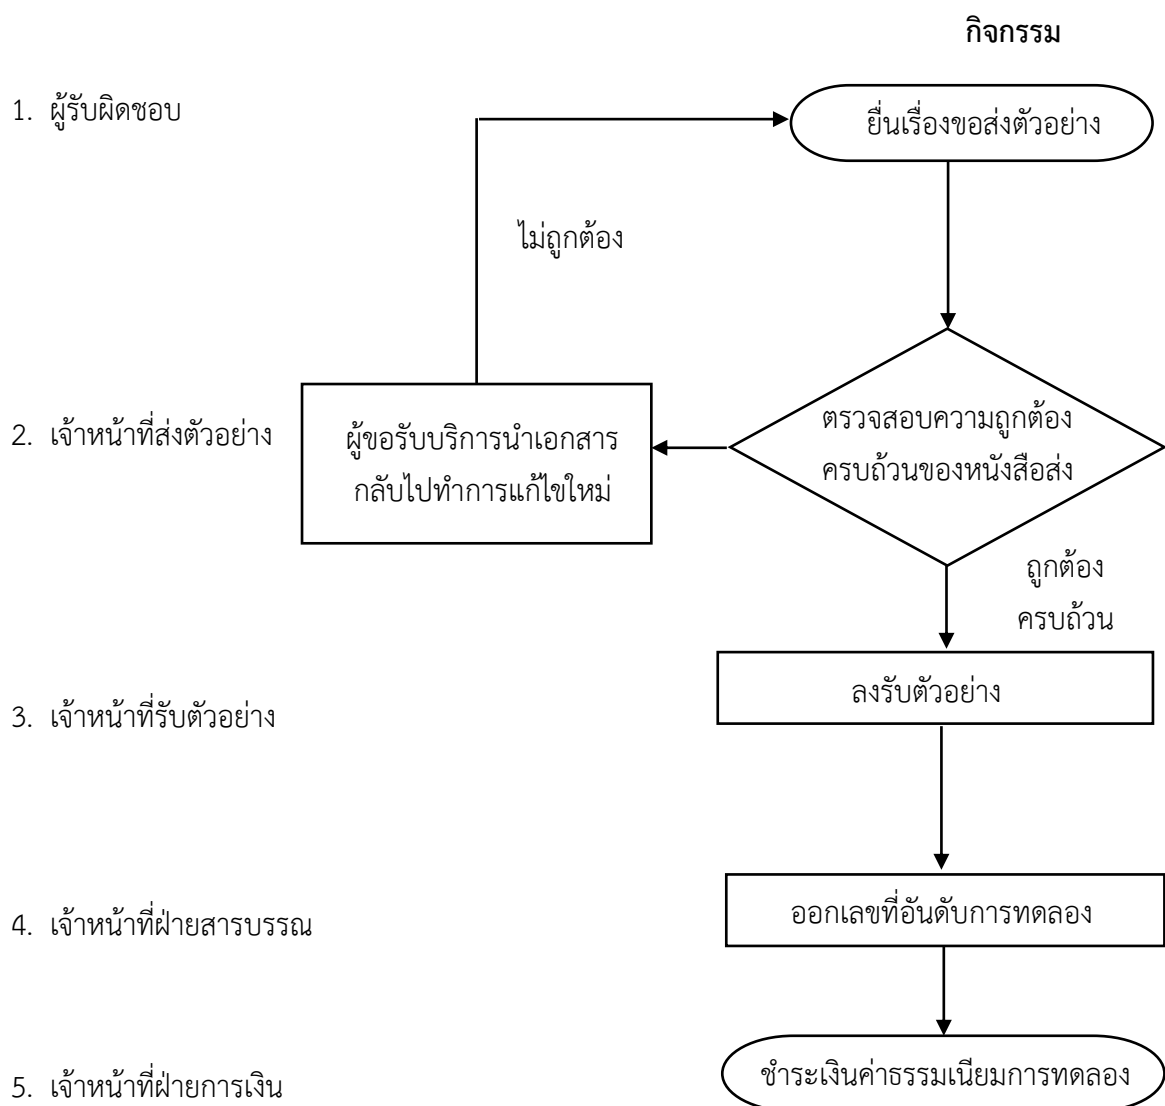 กิจกรรม
1. ผู้รับผิดชอบ
ยื่นเรื่องขอส่งตัวอย่าง
ไม่ถูกต้อง
2. เจ้าหน้าที่ส่งตัวอย่าง
ผู้ขอรับบริการนำเอกสาร
กลับไปทำการแก้ไขใหม่
ตรวจสอบความถูกต้อง
ครบถ้วนของหนังสือส่ง
ถูกต้อง
ครบถ้วน
3. เจ้าหน้าที่รับตัวอย่าง
ลงรับตัวอย่าง
4. เจ้าหน้าที่ฝ่ายสารบรรณ
ออกเลขที่อันดับการทดลอง
5. เจ้าหน้าที่ฝ่ายการเงิน
ชำระเงินค่าธรรมเนียมการทดลอง